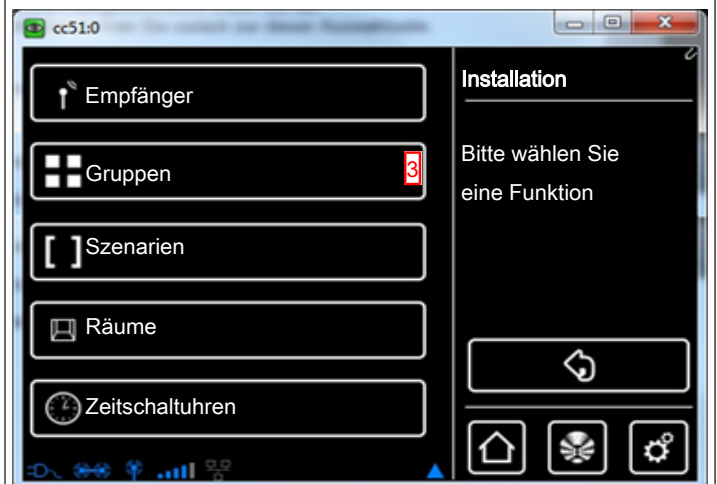 cc51:0
Empfänger
Gruppen
3
Szenarien
Räume
Zeitschaltuhren
Installation
Bitte wählen Sie
eine Funktion